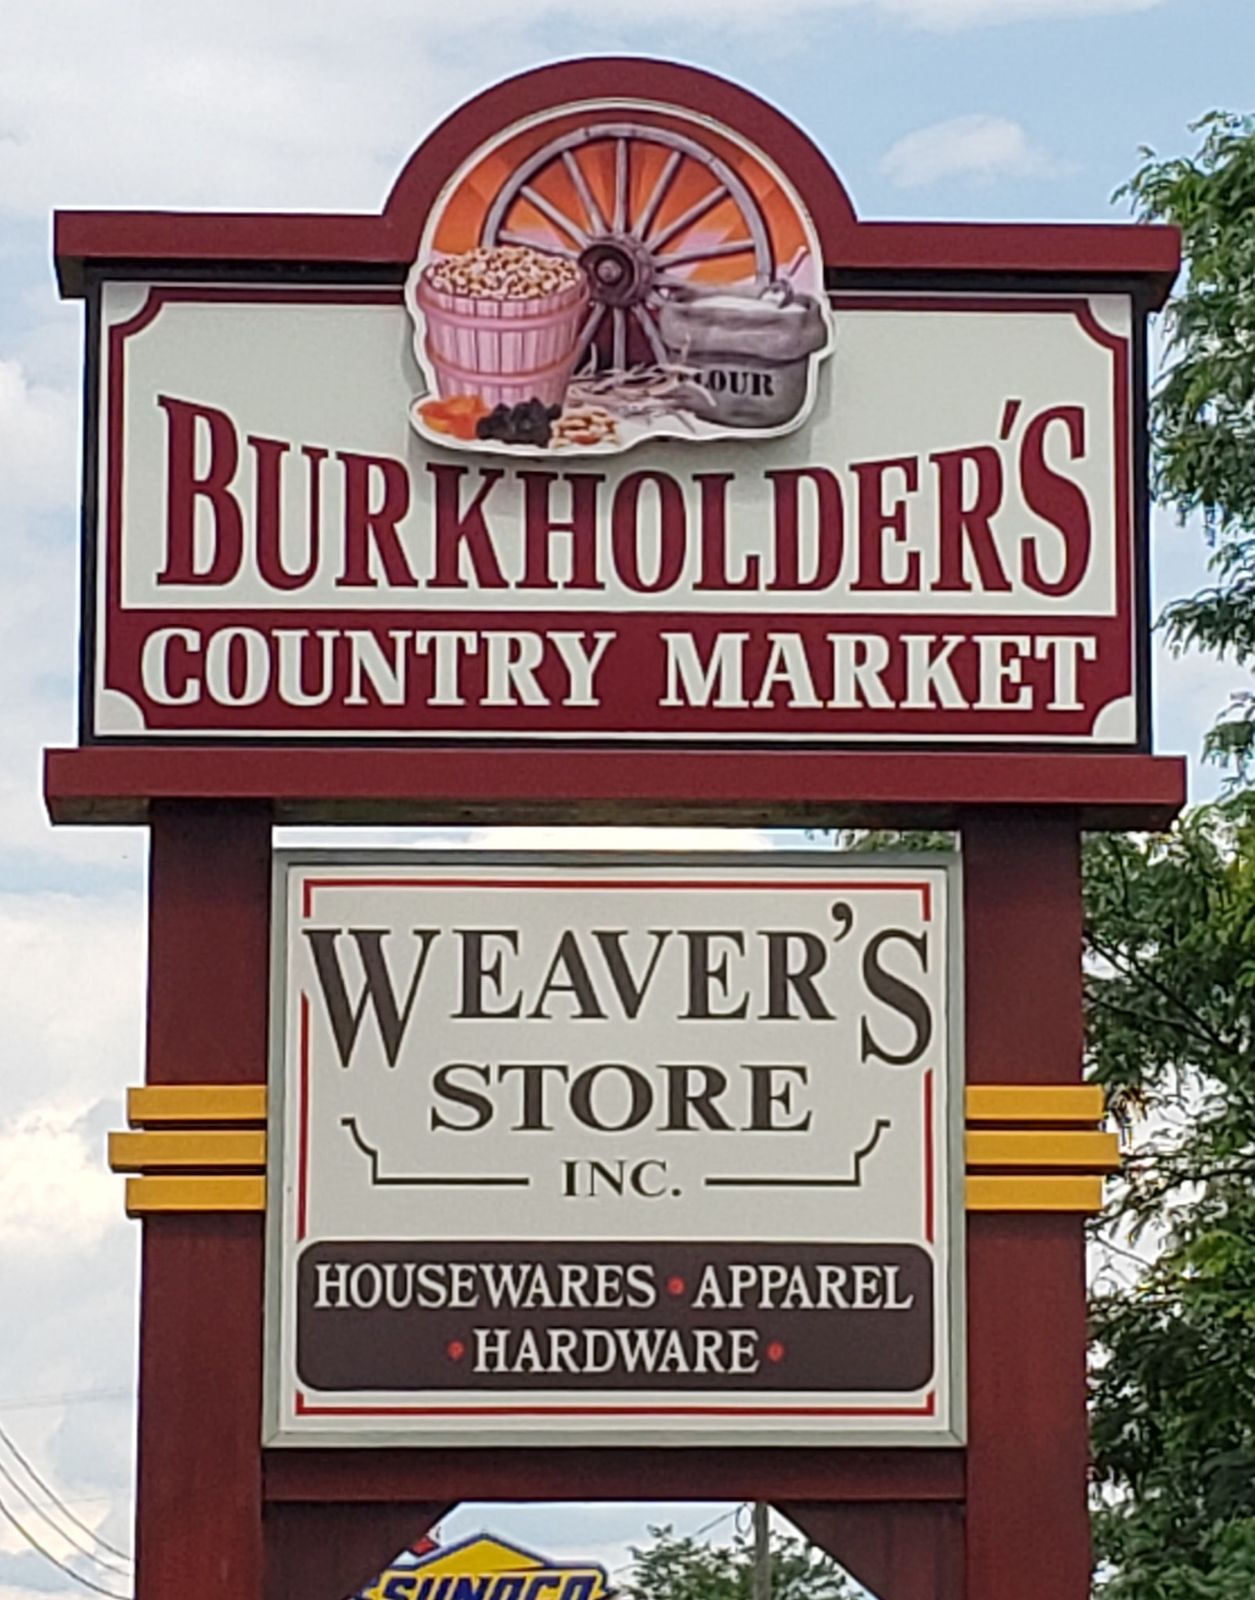 FLOUR
BURKHOLDER'S
COUNTRY MARKET
WEAVER'S
STORE
INC.
HOUSEWARES • APPAREL
• HARDWARE •
SUNOCO